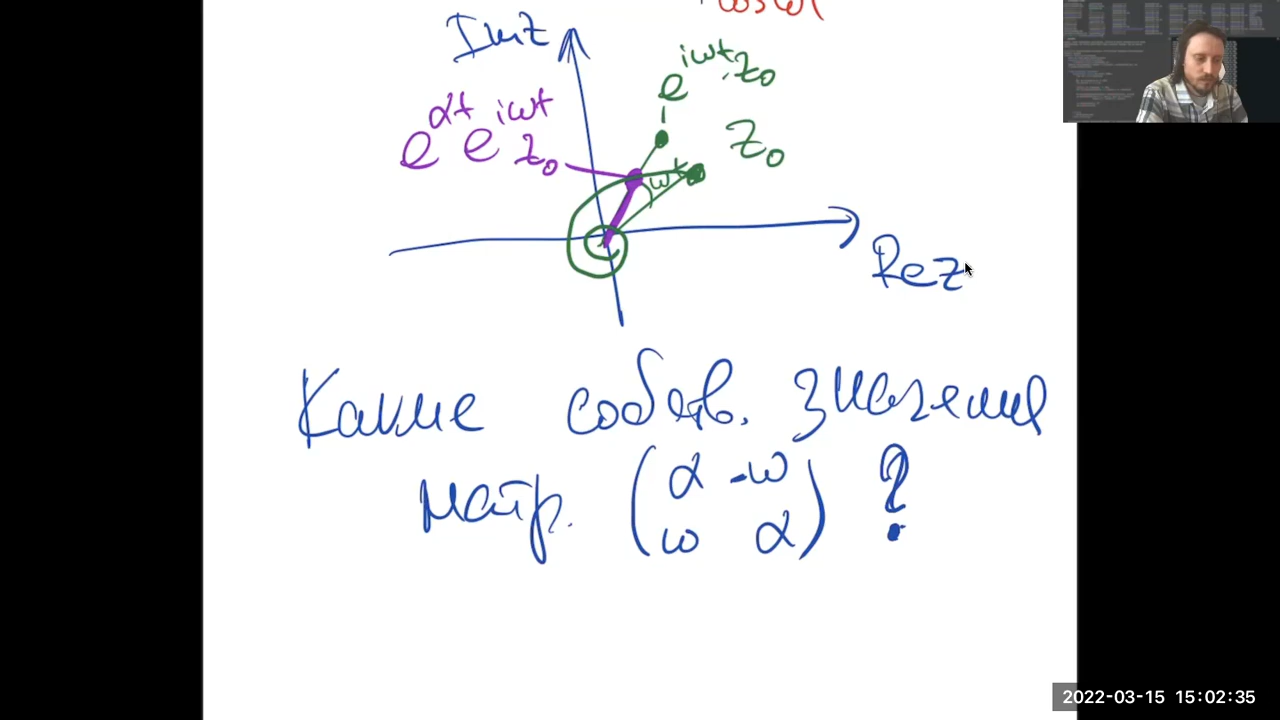 Im z
e^{iωt} z₀
e^{αt} e^{iωt} z₀
z₀
ωt
Re z
Какие собств. значения
матр. (α -ω
ω α) ?
2022-03-15 15:02:35